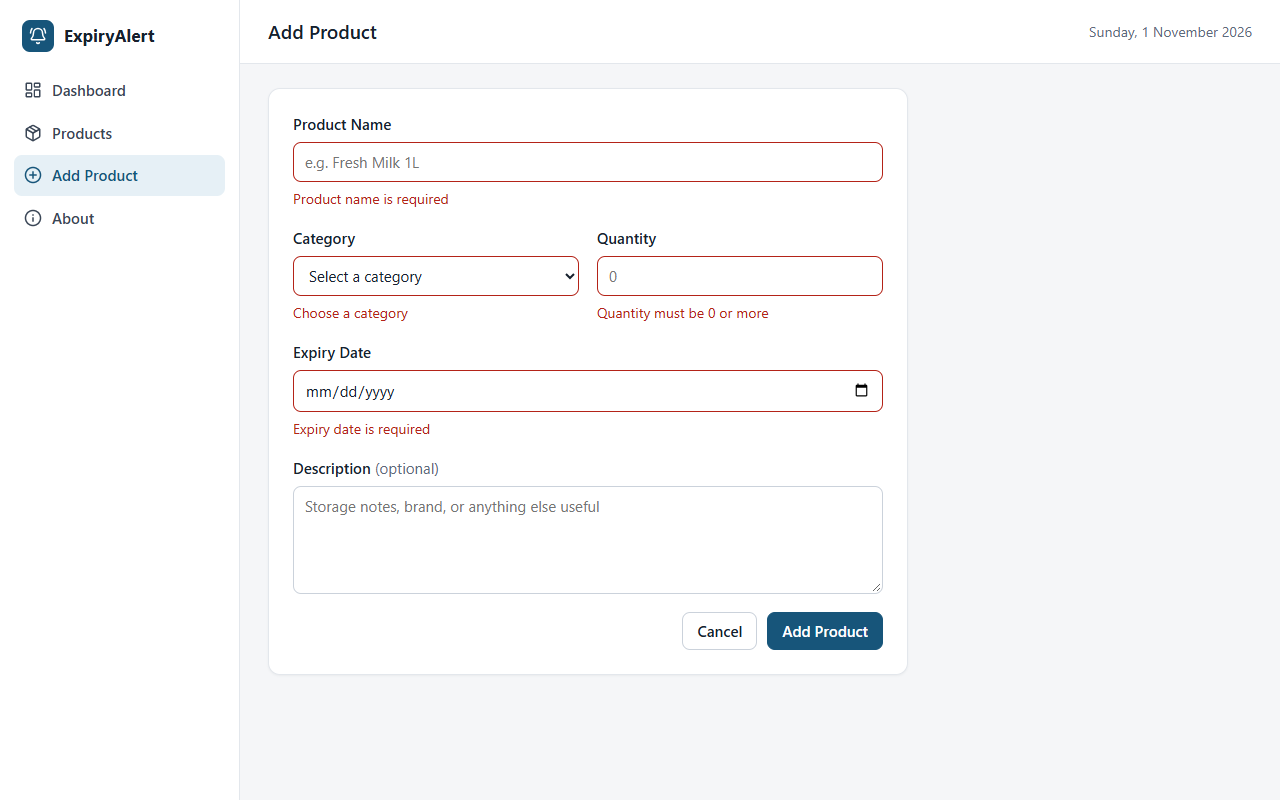 ExpiryAlert
Dashboard
Products
Add Product
About
Add Product
Sunday, 1 November 2026
Product Name
e.g. Fresh Milk 1L
Product name is required
Category
Quantity
Select a category
0
Choose a category
Quantity must be 0 or more
Expiry Date
mm/dd/yyyy
Expiry date is required
Description (optional)
Storage notes, brand, or anything else useful
Cancel
Add Product